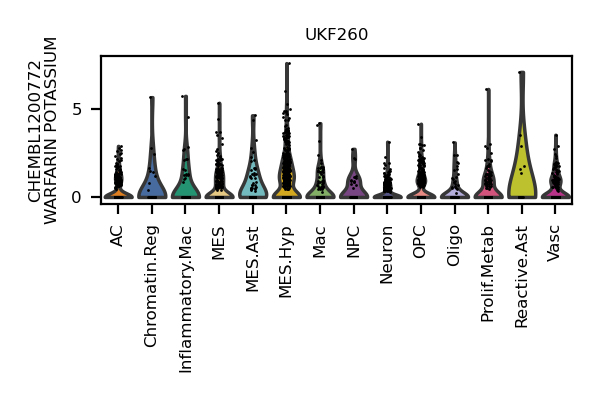 UKF260
CHEMBL1200772
WARFARIN POTASSIUM
5
0
AC
Chromatin.Reg
Inflammatory.Mac
MES
MES.Ast
MES.Hyp
Mac
NPC
Neuron
OPC
Oligo
Prolif.Metab
Reactive.Ast
Vasc